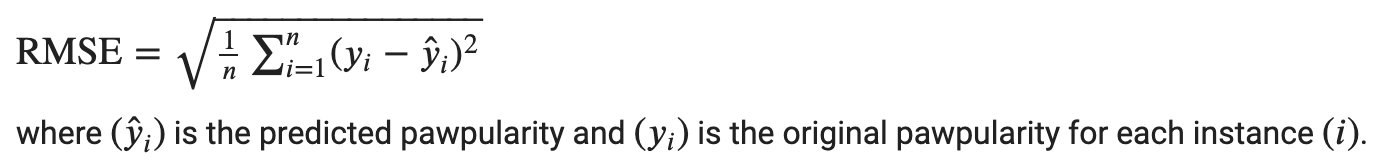 RMSE = √(1/n Σⁿᵢ₌₁(yᵢ − ŷᵢ)²)
where (ŷᵢ) is the predicted pawpularity and (yᵢ) is the original pawpularity for each instance (i).